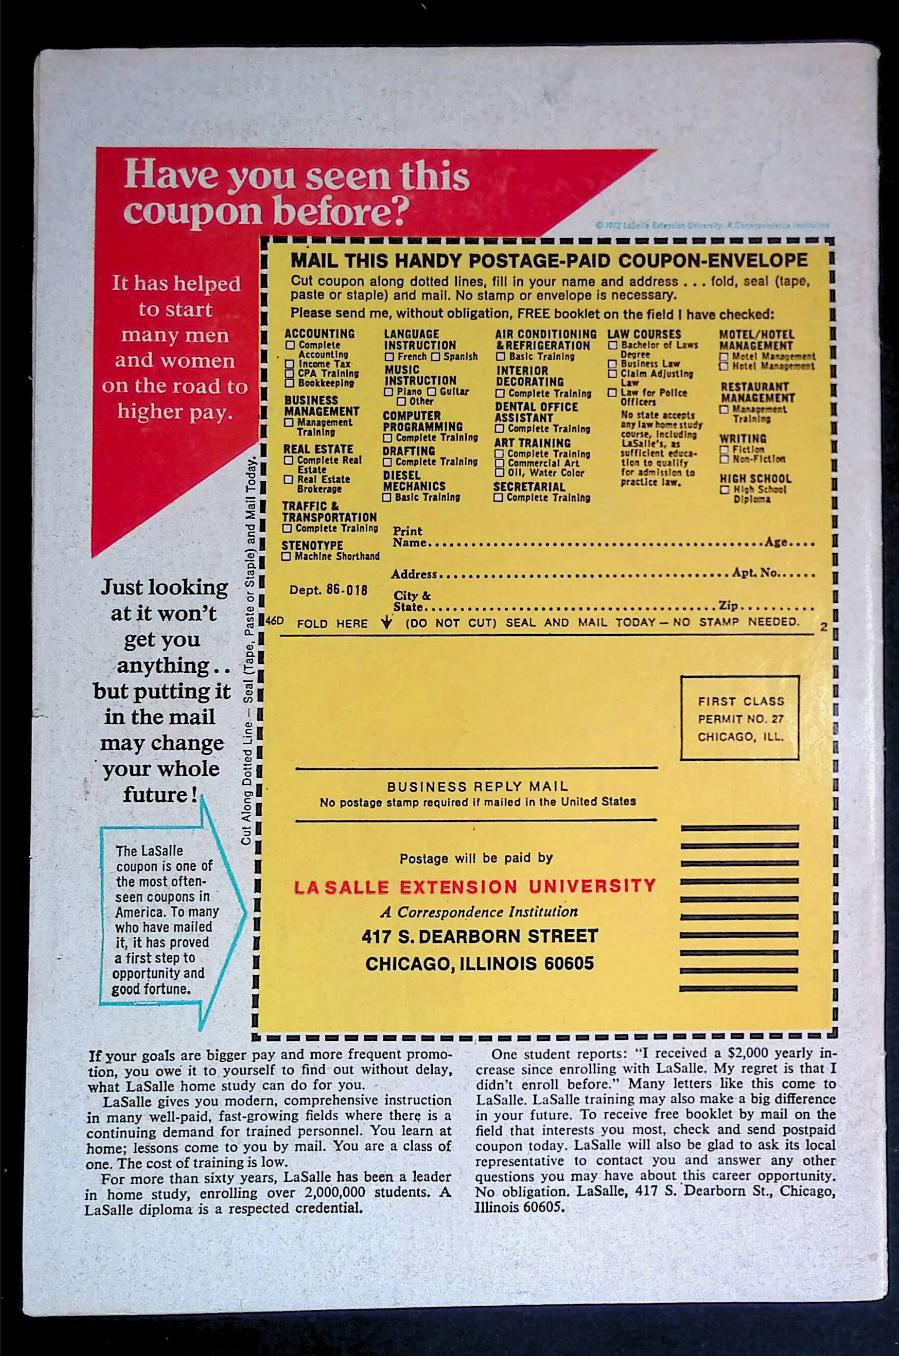 Have you seen this
coupon before?
It has helped
to start
many men
and women
on the road to
higher pay.
© 1972 LaSalle Extension University, A Correspondence Institution
MAIL THIS HANDY POSTAGE-PAID COUPON-ENVELOPE
Cut coupon along dotted lines, fill in your name and address . . . fold, seal (tape,
paste or staple) and mail. No stamp or envelope is necessary.
Please send me, without obligation, FREE booklet on the field I have checked:
ACCOUNTING
☐ Complete
Accounting
☐ Income Tax
☐ CPA Training
☐ Bookkeeping
BUSINESS
MANAGEMENT
☐ Management
Training
REAL ESTATE
☐ Complete Real
Estate
☐ Real Estate
Brokerage
TRAFFIC &
TRANSPORTATION
☐ Complete Training
STENOTYPE
☐ Machine Shorthand
LANGUAGE
INSTRUCTION
☐ French ☐ Spanish
MUSIC
INSTRUCTION
☐ Piano ☐ Guitar
☐ Other
COMPUTER
PROGRAMMING
☐ Complete Training
DRAFTING
☐ Complete Training
DIESEL
MECHANICS
☐ Basic Training
AIR CONDITIONING
& REFRIGERATION
☐ Basic Training
INTERIOR
DECORATING
☐ Complete Training
DENTAL OFFICE
ASSISTANT
☐ Complete Training
ART TRAINING
☐ Complete Training
☐ Commercial Art
☐ Oil, Water Color
SECRETARIAL
☐ Complete Training
LAW COURSES
☐ Bachelor of Laws
Degree
☐ Business Law
☐ Claim Adjusting
Law
☐ Law for Police
Officers
No state accepts
any law home study
course, including
LaSalle's, as
sufficient educa-
tion to qualify
for admission to
practice law.
MOTEL/HOTEL
MANAGEMENT
☐ Motel Management
☐ Hotel Management
RESTAURANT
MANAGEMENT
☐ Management
Training
WRITING
☐ Fiction
☐ Non-Fiction
HIGH SCHOOL
☐ High School
Diploma
Print
Name........................................Age....
Address........................................Apt. No......
Dept. 86-018
City &
State........................................Zip..........
46D FOLD HERE ↓ (DO NOT CUT) SEAL AND MAIL TODAY — NO STAMP NEEDED. 2
Cut Along Dotted Line — Seal (Tape, Paste or Staple) and Mail Today.
Just looking
at it won't
get you
anything . .
but putting it
in the mail
may change
your whole
future!
The LaSalle
coupon is one of
the most often-
seen coupons in
America. To many
who have mailed
it, it has proved
a first step to
opportunity and
good fortune.
FIRST CLASS
PERMIT NO. 27
CHICAGO, ILL.
BUSINESS REPLY MAIL
No postage stamp required if mailed in the United States
Postage will be paid by
LA SALLE EXTENSION UNIVERSITY
A Correspondence Institution
417 S. DEARBORN STREET
CHICAGO, ILLINOIS 60605
If your goals are bigger pay and more frequent promo-
tion, you owe it to yourself to find out without delay,
what LaSalle home study can do for you.
LaSalle gives you modern, comprehensive instruction
in many well-paid, fast-growing fields where there is a
continuing demand for trained personnel. You learn at
home; lessons come to you by mail. You are a class of
one. The cost of training is low.
For more than sixty years, LaSalle has been a leader
in home study, enrolling over 2,000,000 students. A
LaSalle diploma is a respected credential.
One student reports: "I received a $2,000 yearly in-
crease since enrolling with LaSalle. My regret is that I
didn't enroll before." Many letters like this come to
LaSalle. LaSalle training may also make a big difference
in your future. To receive free booklet by mail on the
field that interests you most, check and send postpaid
coupon today. LaSalle will also be glad to ask its local
representative to contact you and answer any other
questions you may have about this career opportunity.
No obligation. LaSalle, 417 S. Dearborn St., Chicago,
Illinois 60605.